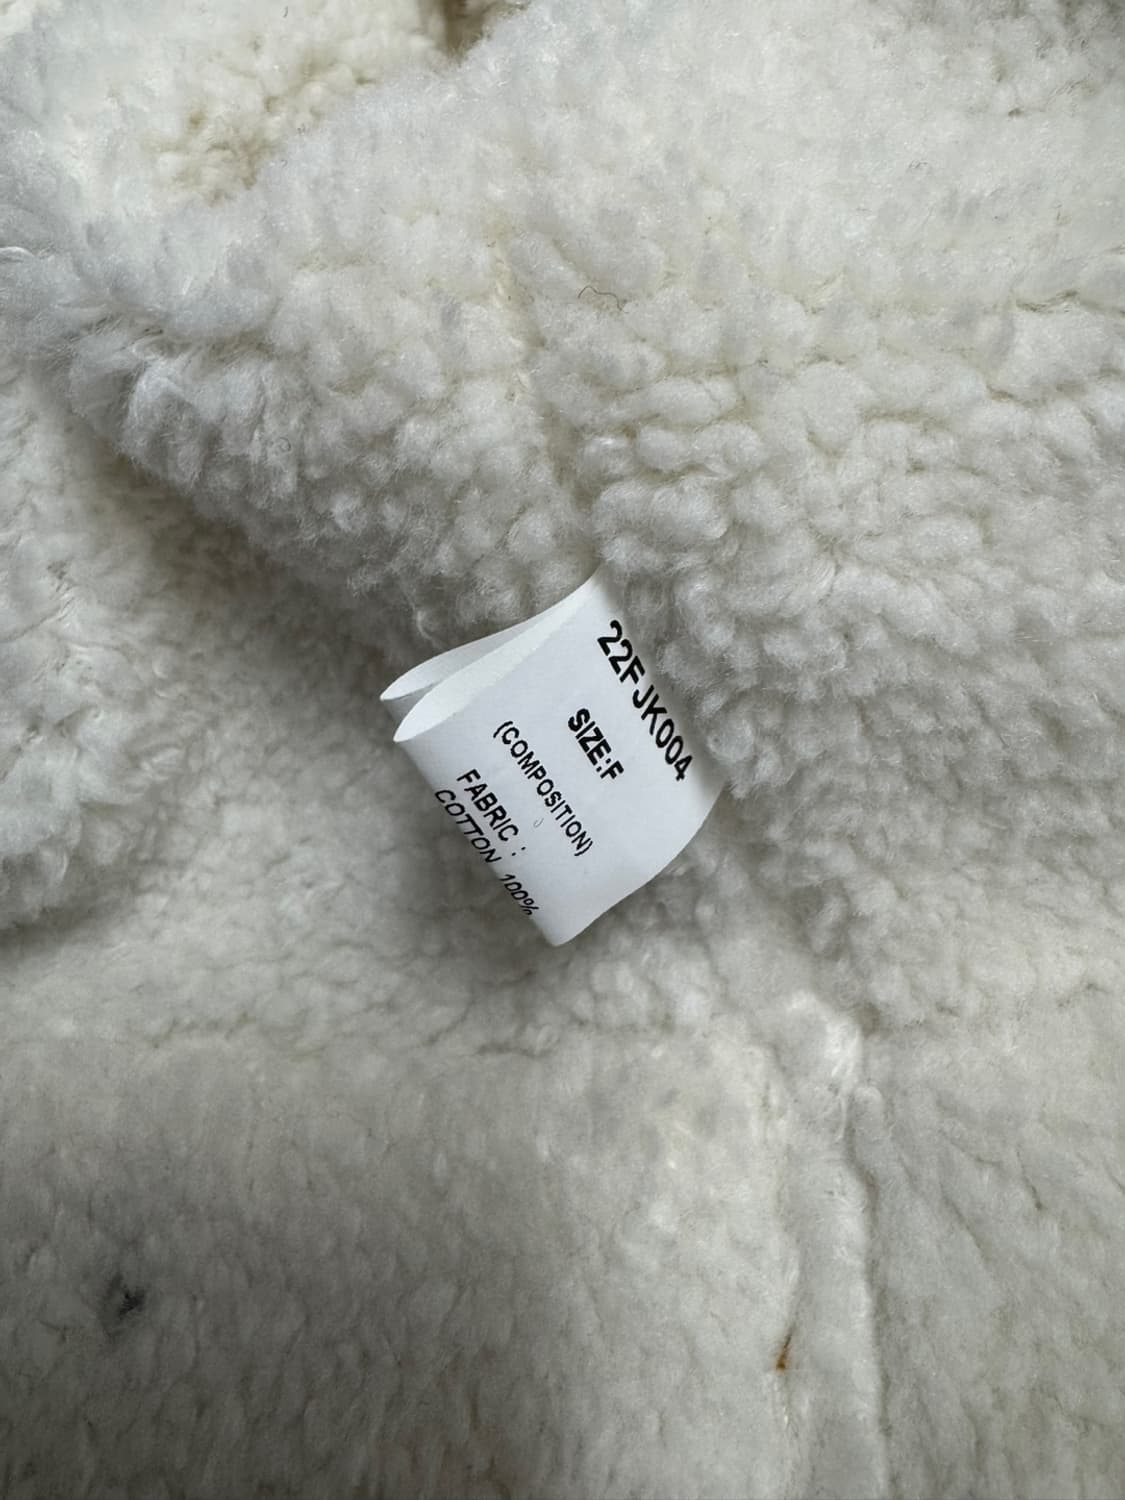 22FJK004
SIZE:F
(COMPOSITION)
FABRIC :
COTTON 100%